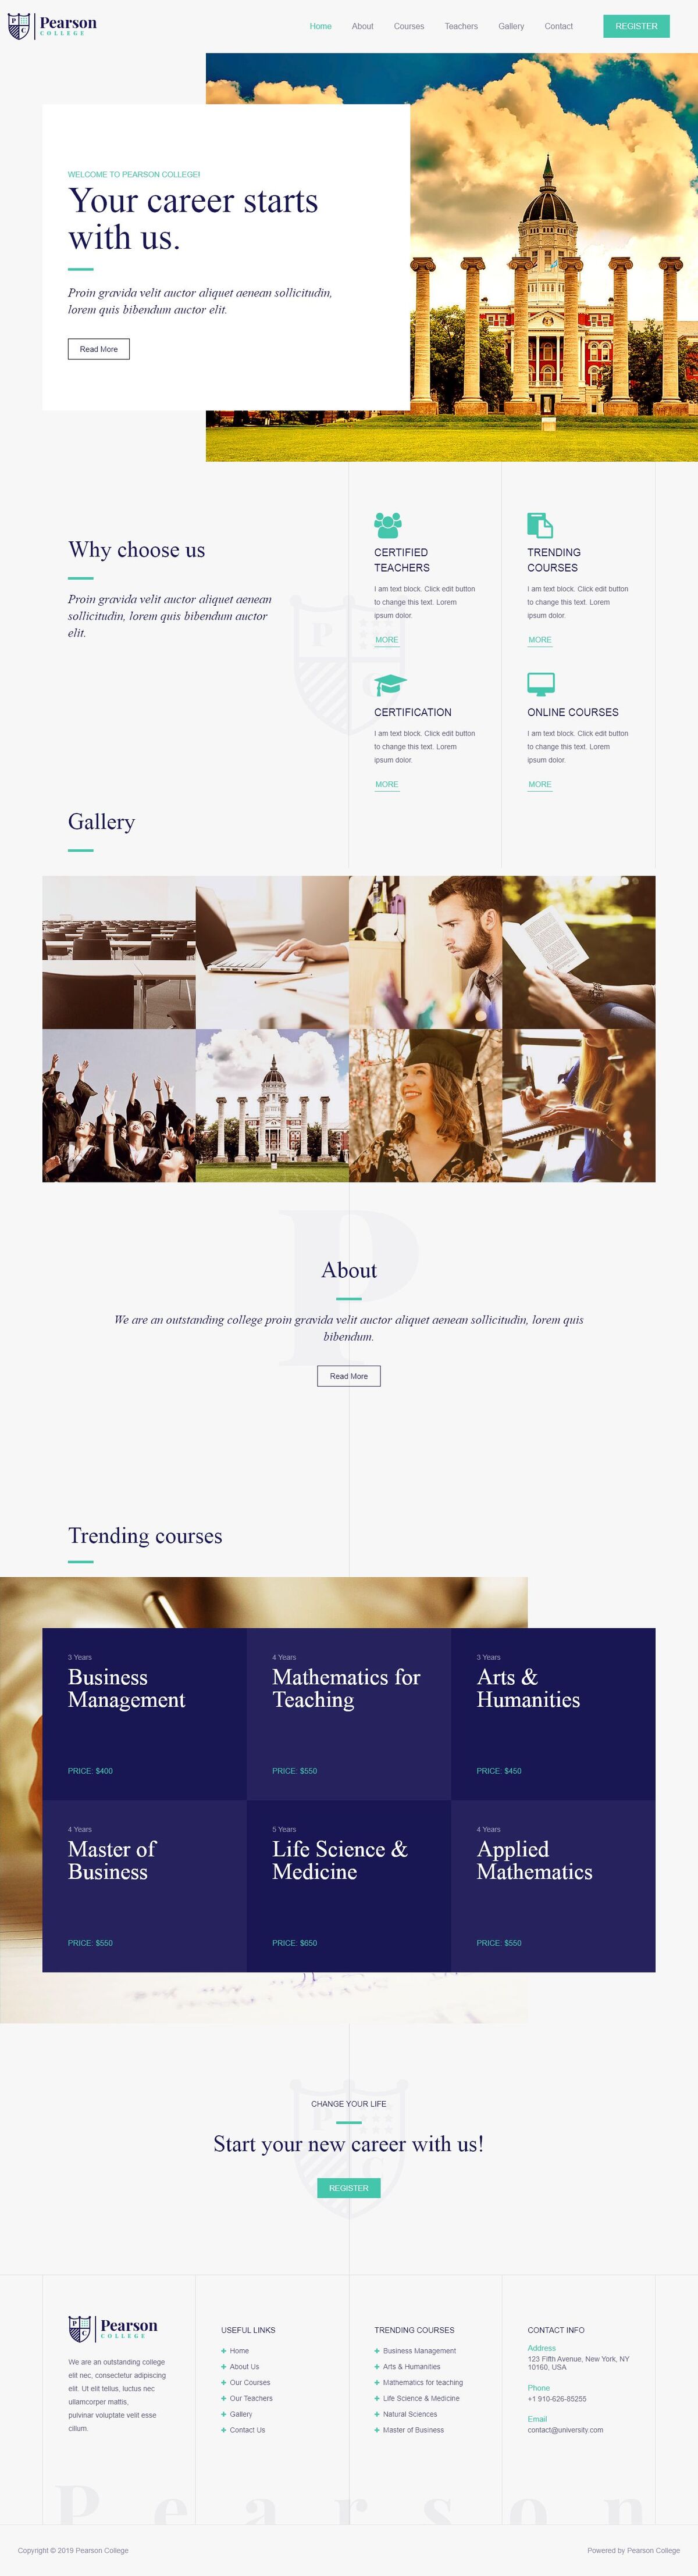 Pearson
COLLEGE
Home About Courses Teachers Gallery Contact REGISTER
WELCOME TO PEARSON COLLEGE!
Your career starts
with us.
Proin gravida velit auctor aliquet aenean sollicitudin,
lorem quis bibendum auctor elit.
Read More
Why choose us
Proin gravida velit auctor aliquet aenean
sollicitudin, lorem quis bibendum auctor
elit.
CERTIFIED
TEACHERS
I am text block. Click edit button
to change this text. Lorem
ipsum dolor.
MORE
TRENDING
COURSES
I am text block. Click edit button
to change this text. Lorem
ipsum dolor.
MORE
CERTIFICATION
I am text block. Click edit button
to change this text. Lorem
ipsum dolor.
MORE
ONLINE COURSES
I am text block. Click edit button
to change this text. Lorem
ipsum dolor.
MORE
Gallery
P
About
We are an outstanding college proin gravida velit auctor aliquet aenean sollicitudin, lorem quis
bibendum.
Read More
Trending courses
3 Years
Business
Management
PRICE: $400
4 Years
Mathematics for
Teaching
PRICE: $550
3 Years
Arts &
Humanities
PRICE: $450
4 Years
Master of
Business
PRICE: $550
5 Years
Life Science &
Medicine
PRICE: $650
4 Years
Applied
Mathematics
PRICE: $550
CHANGE YOUR LIFE
Start your new career with us!
REGISTER
Pearson
COLLEGE
We are an outstanding college
elit nec, consectetur adipiscing
elit. Ut elit tellus, luctus nec
ullamcorper mattis,
pulvinar voluptate velit esse
cillum.
USEFUL LINKS
Home
About Us
Our Courses
Our Teachers
Gallery
Contact Us
TRENDING COURSES
Business Management
Arts & Humanities
Mathematics for teaching
Life Science & Medicine
Natural Sciences
Master of Business
CONTACT INFO
Address
123 Fifth Avenue, New York, NY
10160, USA
Phone
+1 910-626-85255
Email
contact@university.com
Pearson
Copyright © 2019 Pearson College
Powered by Pearson College